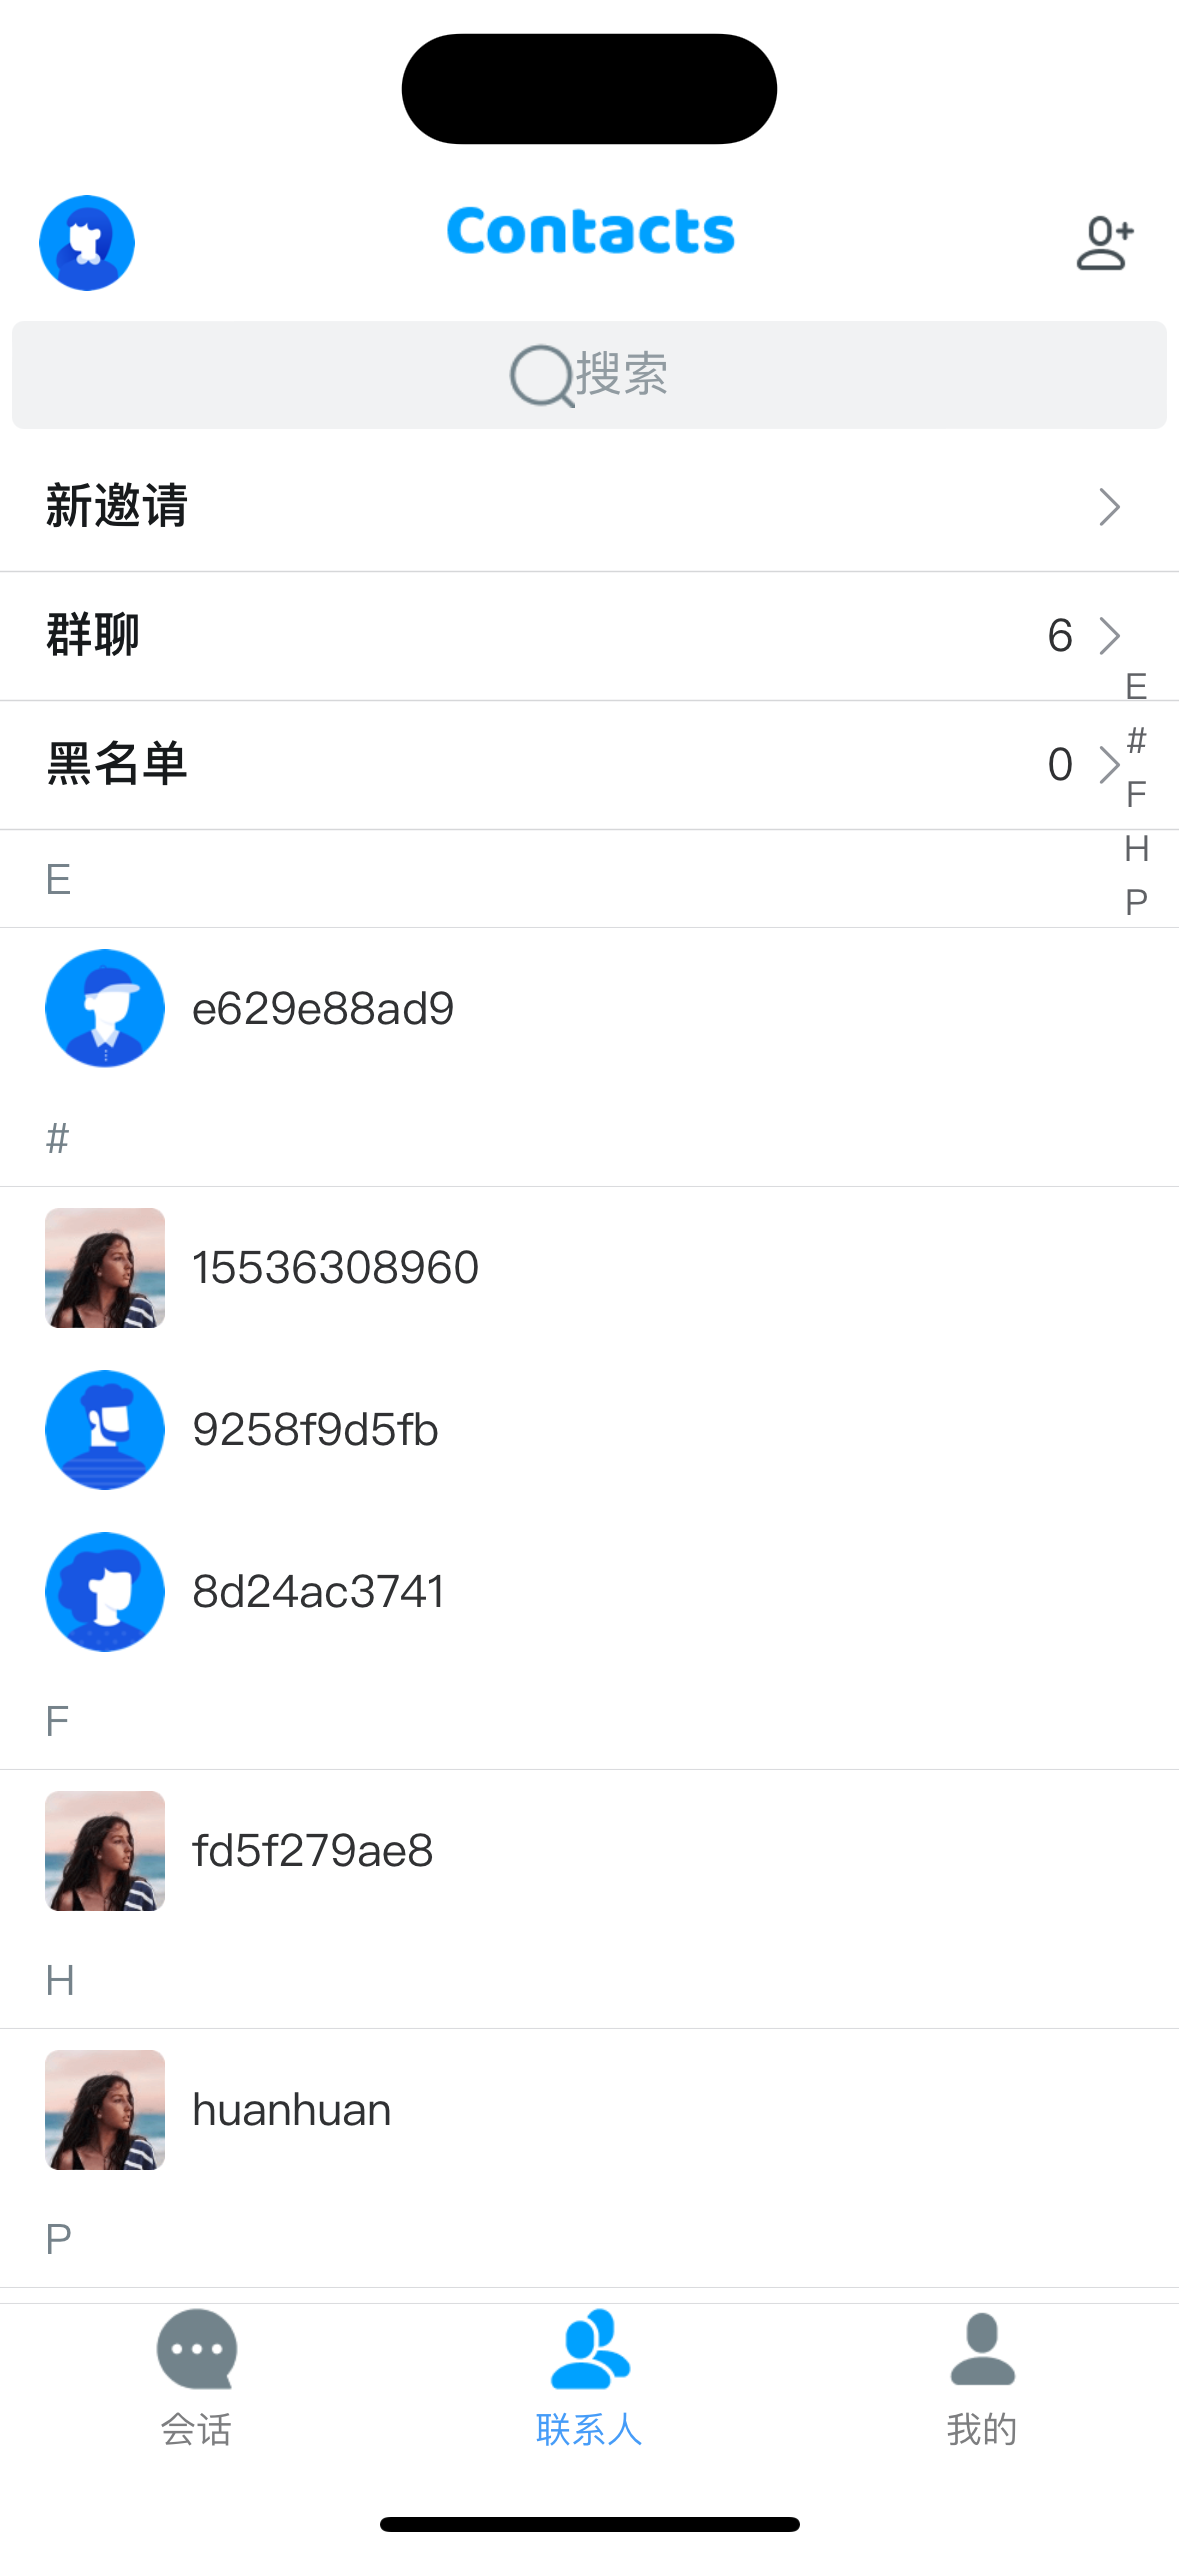 Contacts
搜索
新邀请
群聊 6
黑名单 0
E
#
F
H
P
E
e629e88ad9
#
15536308960
9258f9d5fb
8d24ac3741
F
fd5f279ae8
H
huanhuan
P
会话 联系人 我的